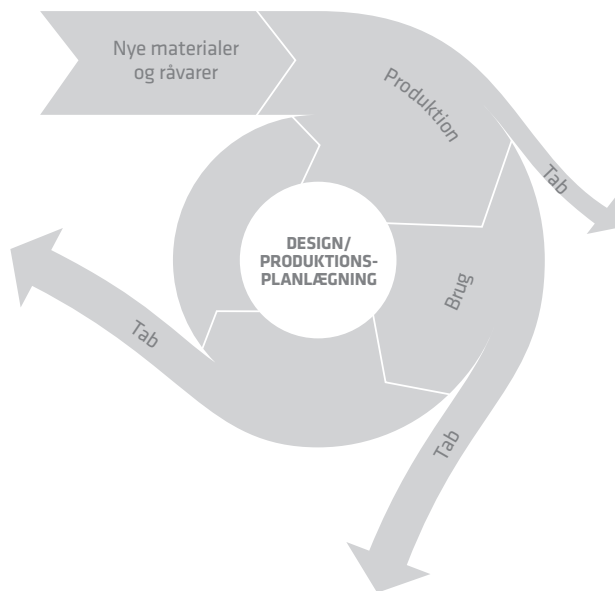 Nye materialer
og råvarer
Produktion
Tab
DESIGN/
PRODUKTIONS-
PLANLÆGNING
Brug
Tab
Tab